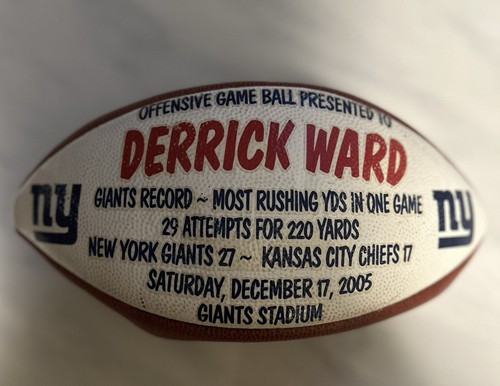 OFFENSIVE GAME BALL PRESENTED TO
DERRICK WARD
GIANTS RECORD ~ MOST RUSHING YDS IN ONE GAME
ny ny
29 ATTEMPTS FOR 220 YARDS
NEW YORK GIANTS 27 ~ KANSAS CITY CHIEFS 17
SATURDAY, DECEMBER 17, 2005
GIANTS STADIUM